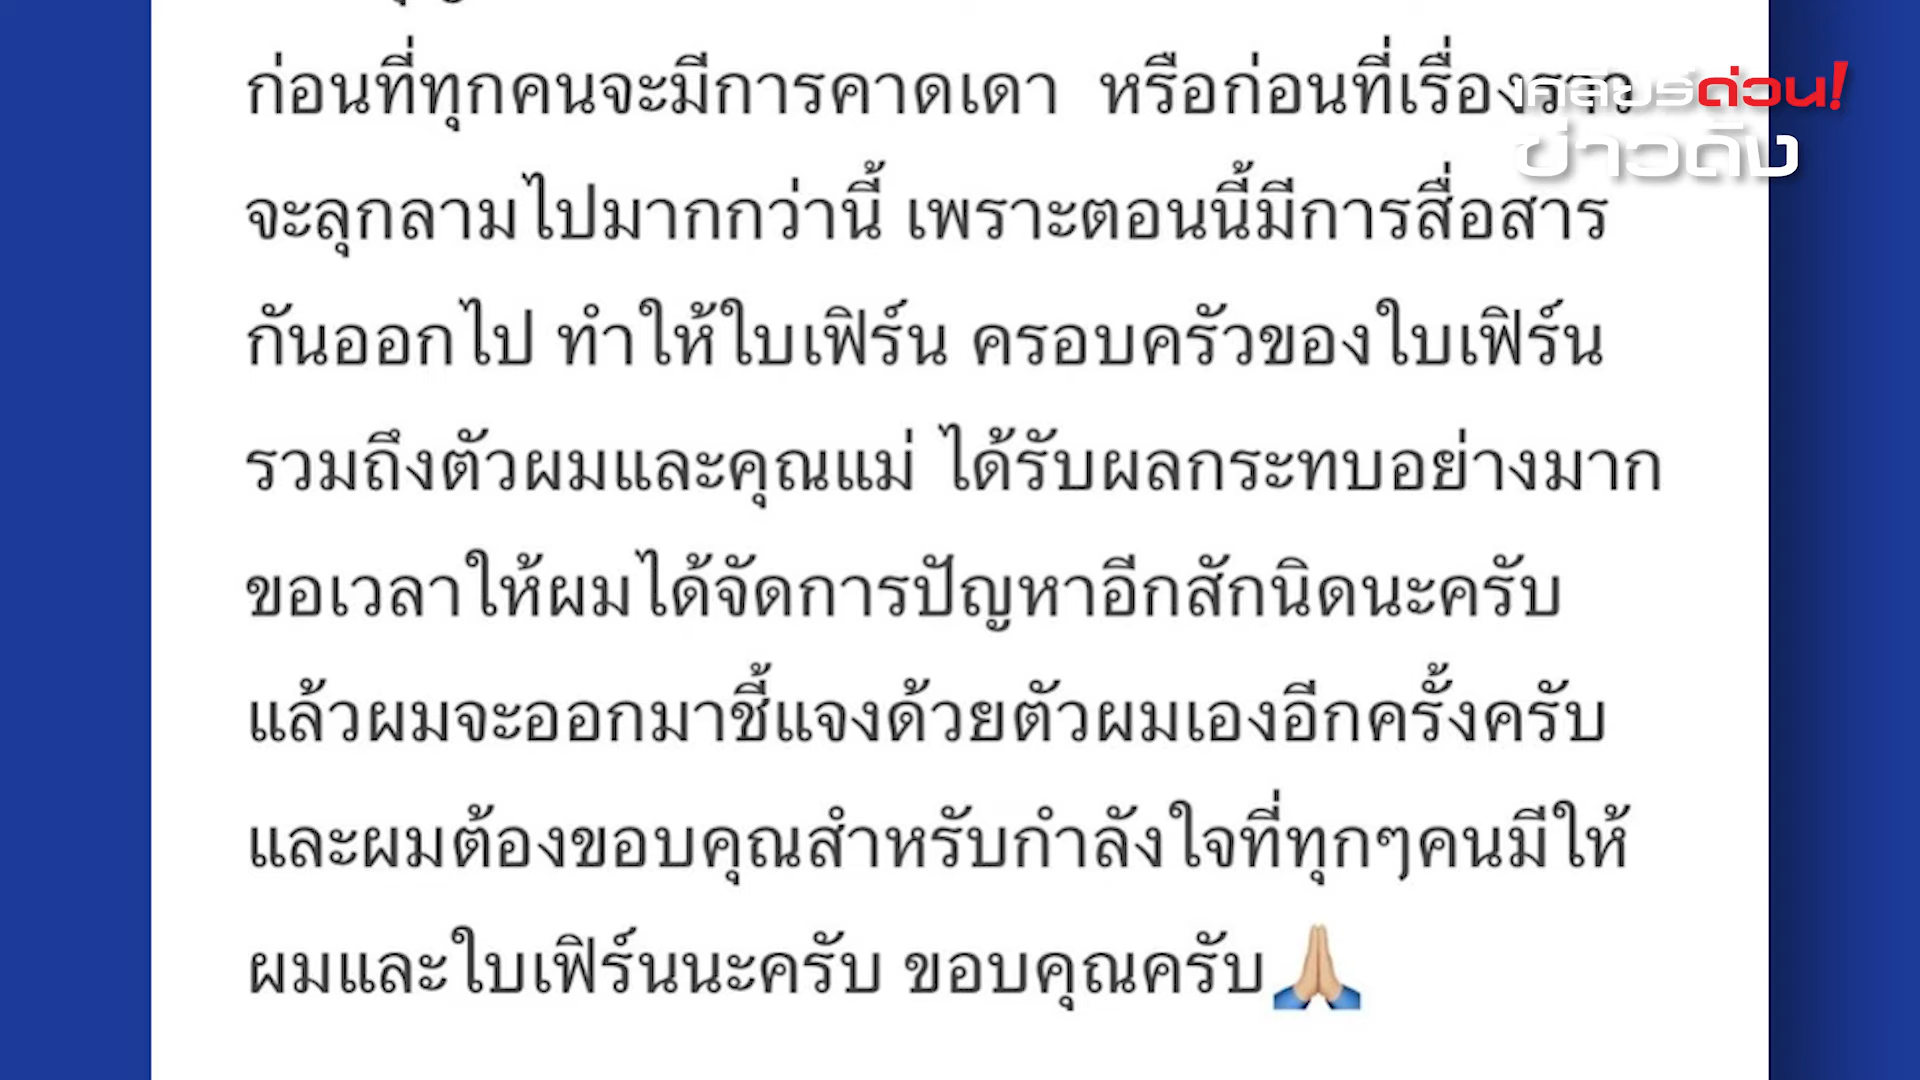 ก่อนที่ทุกคนจะมีการคาดเดา หรือก่อนที่เรื่องราว
เคลียร์ด่วน!
ข่าวดัง
จะลุกลามไปมากกว่านี้ เพราะตอนนี้มีการสื่อสาร
กันออกไป ทำให้ใบเฟิร์น ครอบครัวของใบเฟิร์น
รวมถึงตัวผมและคุณแม่ ได้รับผลกระทบอย่างมาก
ขอเวลาให้ผมได้จัดการปัญหาอีกสักนิดนะครับ
แล้วผมจะออกมาชี้แจงด้วยตัวผมเองอีกครั้งครับ
และผมต้องขอบคุณสำหรับกำลังใจที่ทุกๆคนมีให้
ผมและใบเฟิร์นนะครับ ขอบคุณครับ🙏🏼